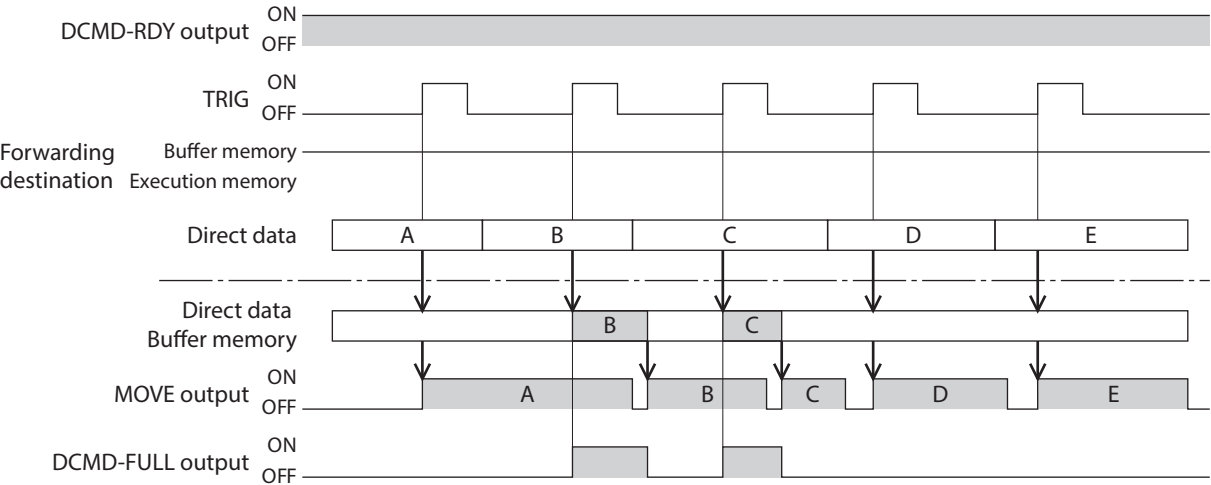 ON
DCMD-RDY output
OFF
ON
TRIG
OFF
Forwarding destination
Buffer memory
Execution memory
Direct data
A B C D E
Direct data
Buffer memory
B C
ON
MOVE output
OFF
A B C D E
ON
DCMD-FULL output
OFF